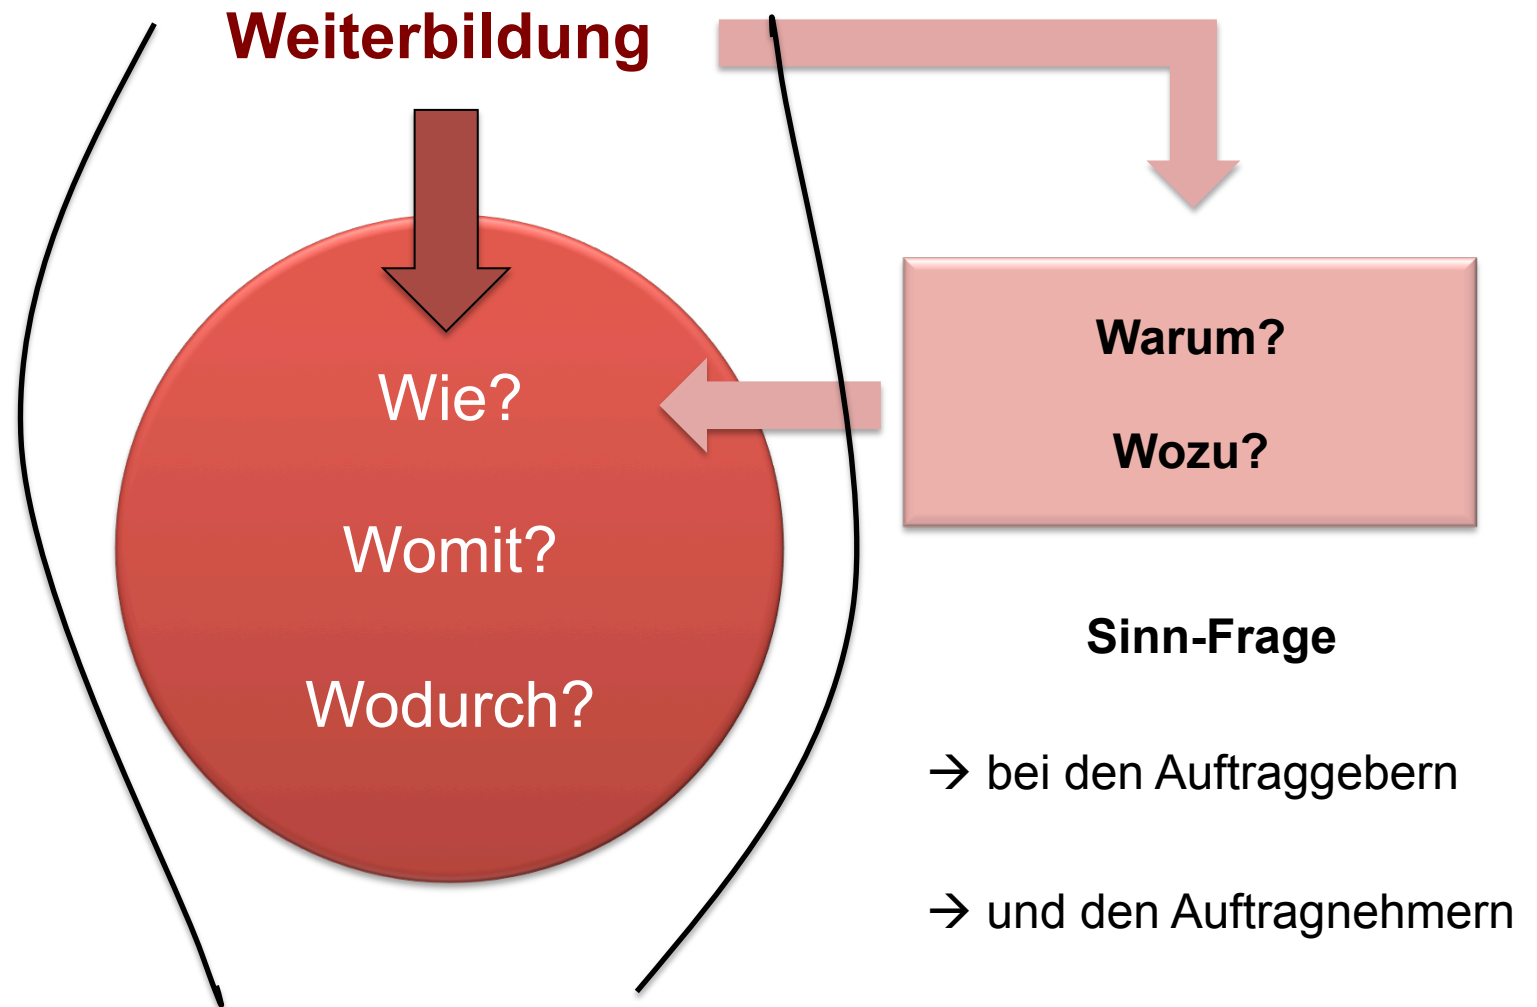 Weiterbildung
Wie?
Womit?
Wodurch?
Warum?
Wozu?
Sinn-Frage
→ bei den Auftraggebern
→ und den Auftragnehmern